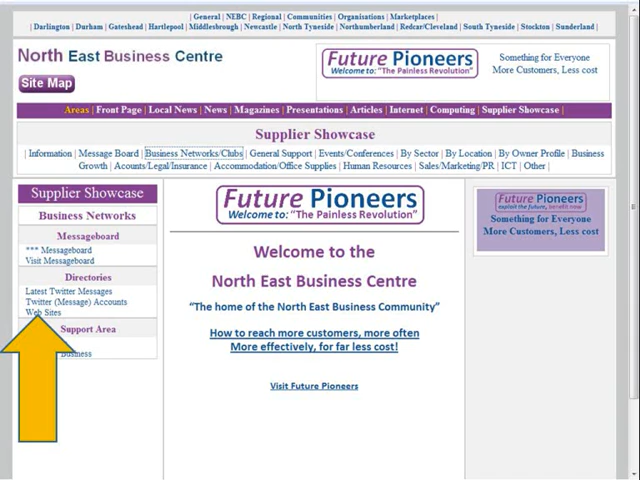 | General | NEBC | Regional | Communities | Organisations | Marketplaces |
| Darlington | Durham | Gateshead | Hartlepool | Middlesbrough | Newcastle | North Tyneside | Northumberland | Redcar/Cleveland | South Tyneside | Stockton | Sunderland |
North East Business Centre
Site Map
Future Pioneers
Welcome to: "The Painless Revolution"
Something for Everyone
More Customers, Less cost
Areas | Front Page | Local News | News | Magazines | Presentations | Articles | Internet | Computing | Supplier Showcase |
Supplier Showcase
| Information | Message Board | Business Networks/Clubs | General Support | Events/Conferences | By Sector | By Location | By Owner Profile | Business
Growth | Acounts/Legal/Insurance | Accommodation/Office Supplies | Human Resources | Sales/Marketing/PR | ICT | Other |
Supplier Showcase
Business Networks
Messageboard
*** Messageboard
Visit Messageboard
Directories
Latest Twitter Messages
Twitter (Message) Accounts
Web Sites
Support Area
Business
Future Pioneers
Welcome to: "The Painless Revolution"
Welcome to the
North East Business Centre
"The home of the North East Business Community"
How to reach more customers, more often
More effectively, for far less cost!
Visit Future Pioneers
Future Pioneers
exploit the future, benefit now
Something for Everyone
More Customers, Less cost